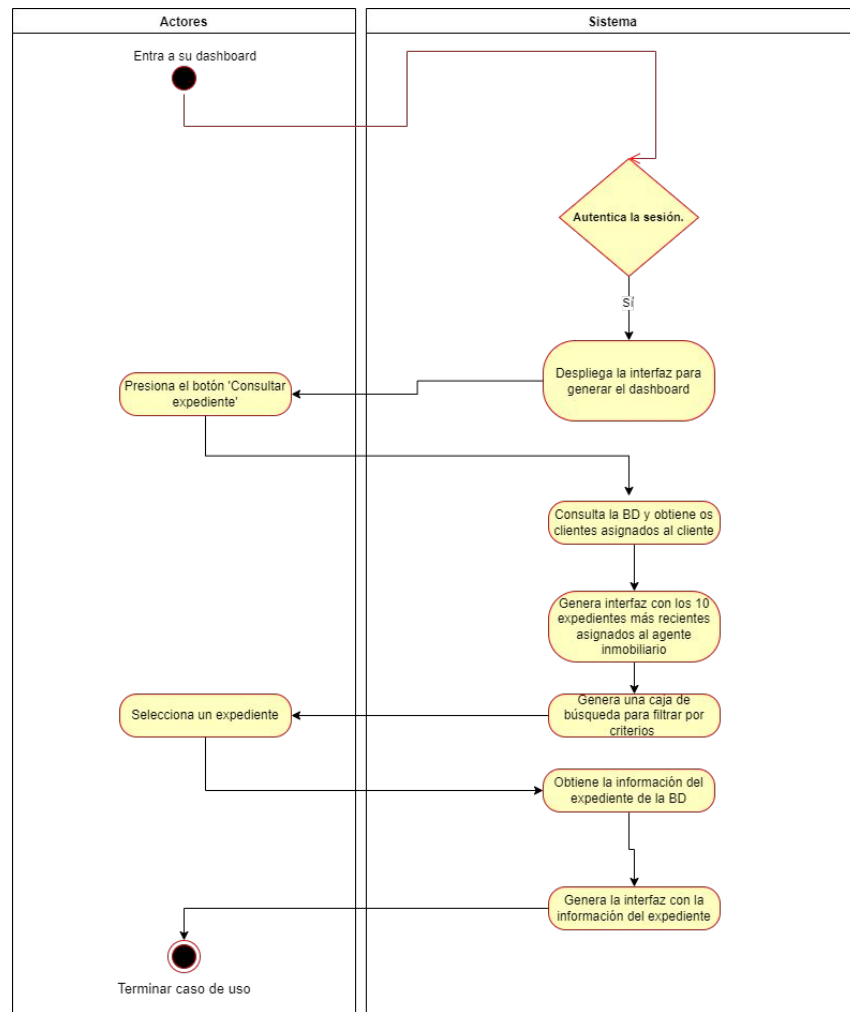 Actores
Sistema
Entra a su dashboard
Autentica la sesión.
Sí
Despliega la interfaz para
generar el dashboard
Presiona el botón 'Consultar
expediente'
Consulta la BD y obtiene os
clientes asignados al cliente
Genera interfaz con los 10
expedientes más recientes
asignados al agente
inmobiliario
Genera una caja de
búsqueda para filtrar por
criterios
Selecciona un expediente
Obtiene la información del
expediente de la BD
Genera la interfaz con la
información del expediente
Terminar caso de uso